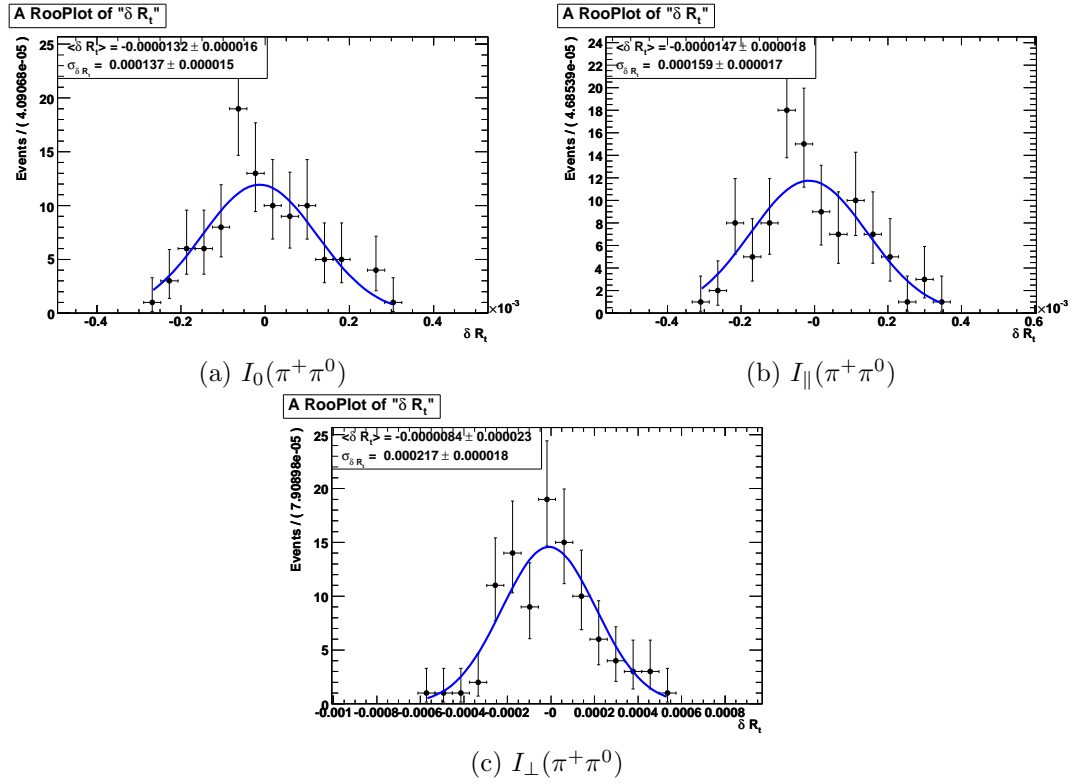 A RooPlot of "δ R_t"
Events / ( 4.09068e-05 )
<δ R_t> = -0.0000132 ± 0.000016
σ_δ R_t = 0.000137 ± 0.000015
25
20
15
10
5
0
-0.4 -0.2 0 0.2 0.4 ×10^-3
δ R_t
(a) I_0(π^+π^0)
A RooPlot of "δ R_t"
Events / ( 4.68539e-05 )
<δ R_t> = -0.0000147 ± 0.000018
σ_δ R_t = 0.000159 ± 0.000017
24
22
20
18
16
14
12
10
8
6
4
2
0
-0.4 -0.2 -0 0.2 0.4 0.6 ×10^-3
δ R_t
(b) I_∥(π^+π^0)
A RooPlot of "δ R_t"
Events / ( 7.90898e-05 )
<δ R_t> = -0.0000084 ± 0.000023
σ_δ R_t = 0.000217 ± 0.000018
25
20
15
10
5
0
-0.001 -0.0008 -0.0006 -0.0004 -0.0002 -0 0.0002 0.0004 0.0006 0.0008
δ R_t
(c) I_⊥(π^+π^0)